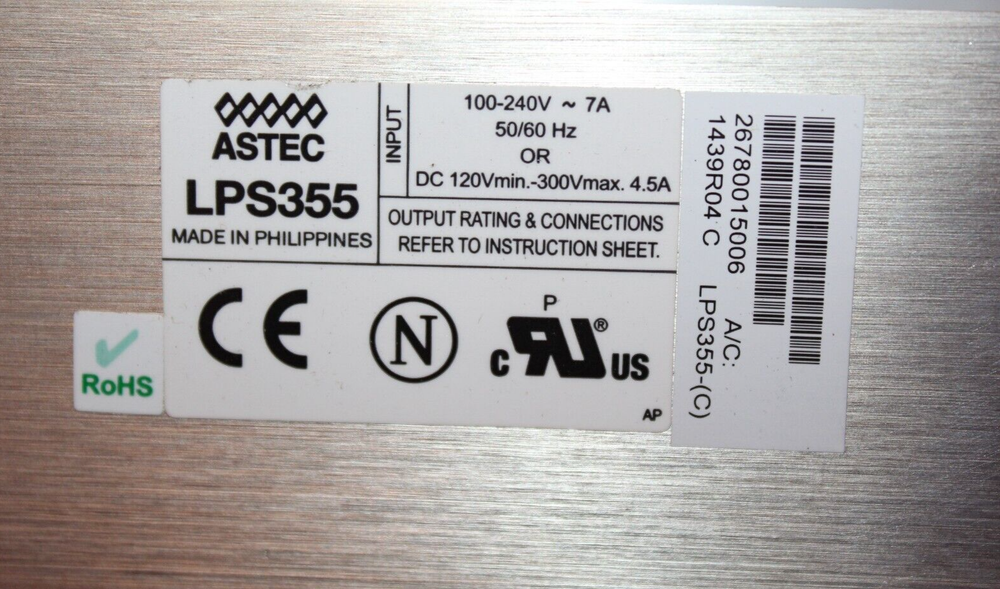 ASTEC
LPS355
MADE IN PHILIPPINES
INPUT
100-240V ~ 7A
50/60 Hz
OR
DC 120Vmin.-300Vmax. 4.5A
OUTPUT RATING & CONNECTIONS
REFER TO INSTRUCTION SHEET.
CE
N
P
C RU® US
AP
RoHS
26780015006 A/C:
1439R04 C LPS355-(C)